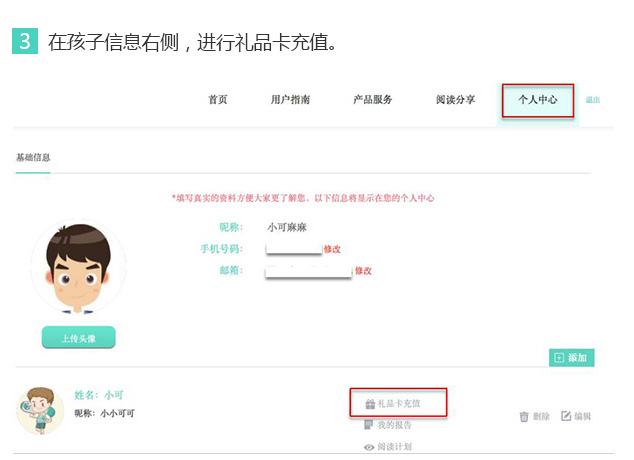 3 在孩子信息右侧，进行礼品卡充值。
首页 用户指南 产品服务 阅读分享 个人中心 退出
基础信息
*填写真实的资料方便大家更了解您，以下信息将显示在您的个人中心
昵称： 小可麻麻
手机号码： 修改
邮箱： 修改
上传头像
添加
姓名：小可
昵称：小小可可
礼品卡充值
我的报告
阅读计划
删除 编辑